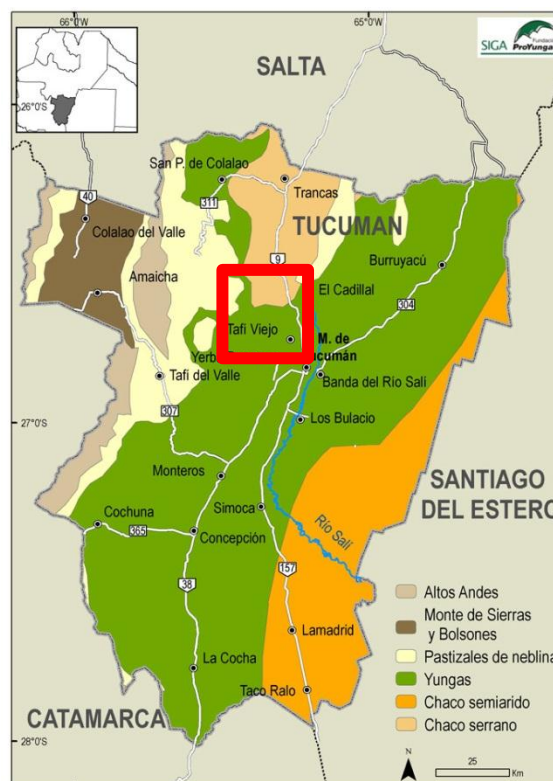 66.0°W
65.0°W
SIGA
Fundación
ProYungas
SALTA
26°0'S
San P. de Colalao
Trancas
311
40
TUCUMAN
Colalao del Valle
9
Burruyacú
Amaicha
El Cadillal
304
Tafi Viejo
M. de
Yerb
ucumán
Tafi del Valle
Banda del Río Salí
27°0'S
307
Los Bulacio
Monteros
SANTIAGO
DEL ESTERO
Simoca
Cochuna
365
Concepción
Río Salí
157
38
Altos Andes
Monte de Sierras
y Bolsones
Lamadrid
Pastizales de neblina
Yungas
La Cocha
Chaco semiarido
Taco Ralo
Chaco serrano
CATAMARCA
28°0'S
N
25
Km